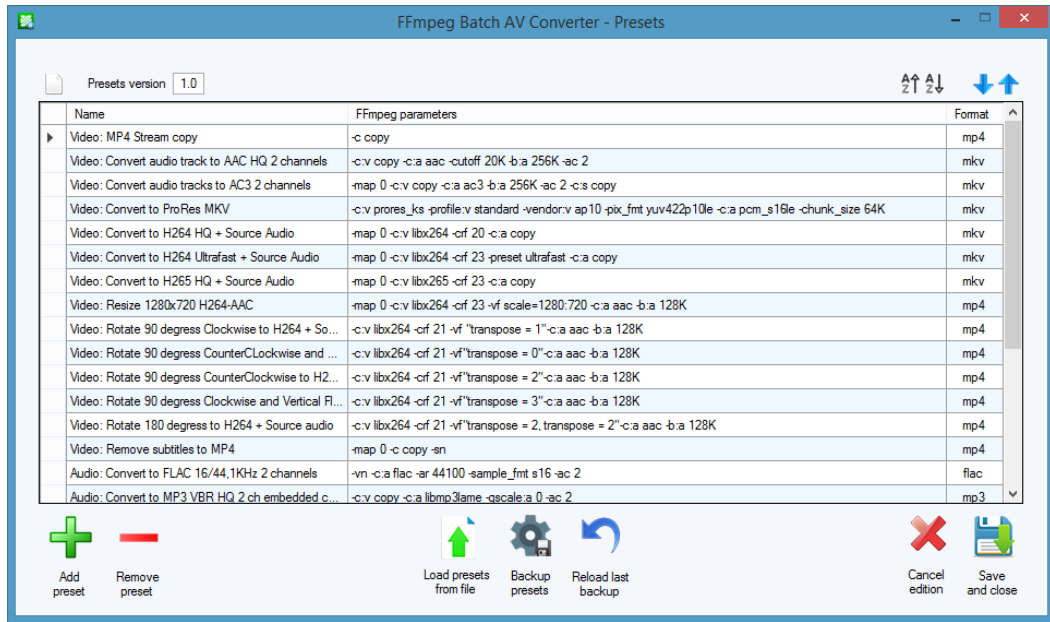 FFmpeg Batch AV Converter - Presets
Presets version 1.0
Name FFmpeg parameters Format
Video: MP4 Stream copy -c copy mp4
Video: Convert audio track to AAC HQ 2 channels -c:v copy -c:a aac -cutoff 20K -b:a 256K -ac 2 mkv
Video: Convert audio tracks to AC3 2 channels -map 0 -c:v copy -c:a ac3 -b:a 256K -ac 2 -c:s copy mkv
Video: Convert to ProRes MKV -c:v prores_ks -profile:v standard -vendor:v ap10 -pix_fmt yuv422p10le -c:a pcm_s16le -chunk_size 64K mkv
Video: Convert to H264 HQ + Source Audio -map 0 -c:v libx264 -crf 20 -c:a copy mkv
Video: Convert to H264 Ultrafast + Source Audio -map 0 -c:v libx264 -crf 23 -preset ultrafast -c:a copy mkv
Video: Convert to H265 HQ + Source Audio -map 0 -c:v libx265 -crf 23 -c:a copy mkv
Video: Resize 1280x720 H264-AAC -map 0 -c:v libx264 -crf 23 -vf scale=1280:720 -c:a aac -b:a 128K mp4
Video: Rotate 90 degress Clockwise to H264 + So... -c:v libx264 -crf 21 -vf "transpose = 1"-c:a aac -b:a 128K mp4
Video: Rotate 90 degress CounterCLockwise and ... -c:v libx264 -crf 21 -vf"transpose = 0"-c:a aac -b:a 128K mp4
Video: Rotate 90 degress CounterClockwise to H2... -c:v libx264 -crf 21 -vf"transpose = 2"-c:a aac -b:a 128K mp4
Video: Rotate 90 degress Clockwise and Vertical Fl... -c:v libx264 -crf 21 -vf"transpose = 3"-c:a aac -b:a 128K mp4
Video: Rotate 180 degress to H264 + Source audio -c:v libx264 -crf 21 -vf"transpose = 2, transpose = 2"-c:a aac -b:a 128K mp4
Video: Remove subtitles to MP4 -map 0 -c copy -sn mp4
Audio: Convert to FLAC 16/44,1KHz 2 channels -vn -c:a flac -ar 44100 -sample_fmt s16 -ac 2 flac
Audio: Convert to MP3 VBR HQ 2 ch embedded c... -c:v copy -c:a libmp3lame -qscale:a 0 -ac 2 mp3
Add preset
Remove preset
Load presets from file
Backup presets
Reload last backup
Cancel edition
Save and close